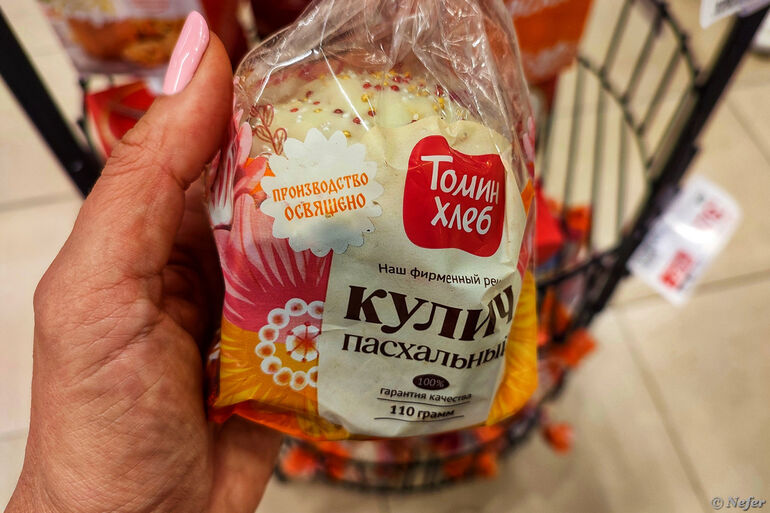 ПРОИЗВОДСТВО
ОСВЯЩЕНО
Томин
хлеб
Наш фирменный
КУЛИЧ
ПАСХАЛЬНЫЙ
100%
гарантия качества
110 грамм
© Nefer